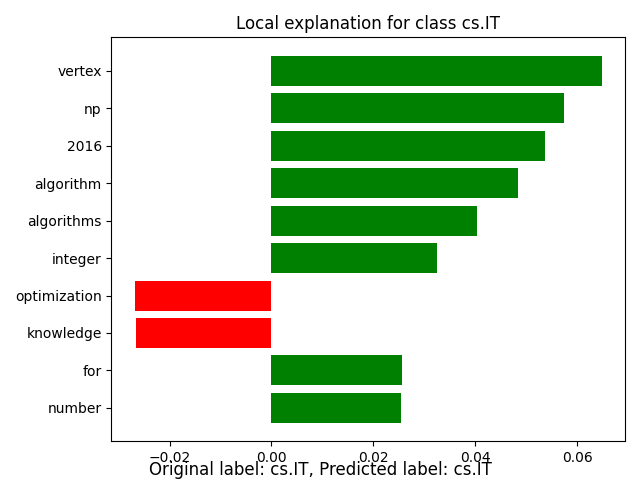 Local explanation for class cs.IT
vertex
np
2016
algorithm
algorithms
integer
optimization
knowledge
for
number
−0.02 0.00 0.02 0.04 0.06
Original label: cs.IT, Predicted label: cs.IT